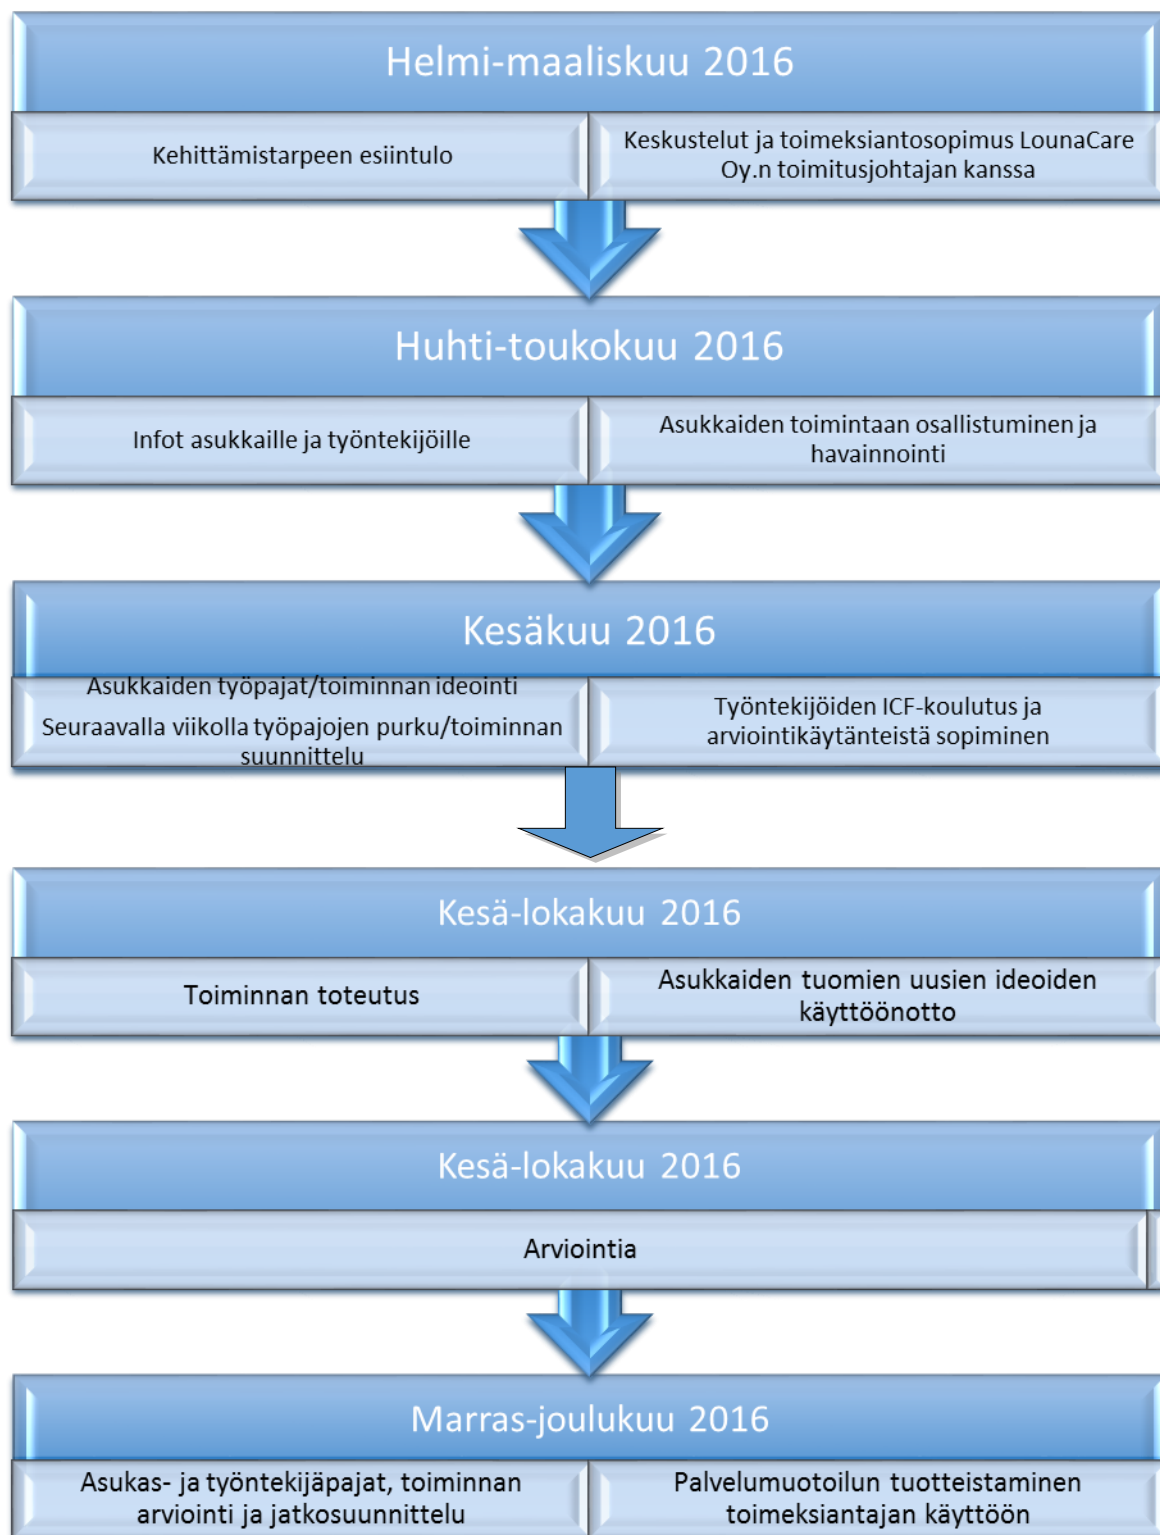 Helmi-maaliskuu 2016
Kehittämistarpeen esiintulo
Keskustelut ja toimeksiantosopimus LounaCare
Oy.n toimitusjohtajan kanssa
Huhti-toukokuu 2016
Infot asukkaille ja työntekijöille
Asukkaiden toimintaan osallistuminen ja
havainnointi
Kesäkuu 2016
Asukkaiden työpajat/toiminnan ideointi
Seuraavalla viikolla työpajojen purku/toiminnan
suunnittelu
Työntekijöiden ICF-koulutus ja
arviointikäytänteistä sopiminen
Kesä-lokakuu 2016
Toiminnan toteutus
Asukkaiden tuomien uusien ideoiden
käyttöönotto
Kesä-lokakuu 2016
Arviointia
Marras-joulukuu 2016
Asukas- ja työntekijäpajat, toiminnan
arviointi ja jatkosuunnittelu
Palvelumuotoilun tuotteistaminen
toimeksiantajan käyttöön